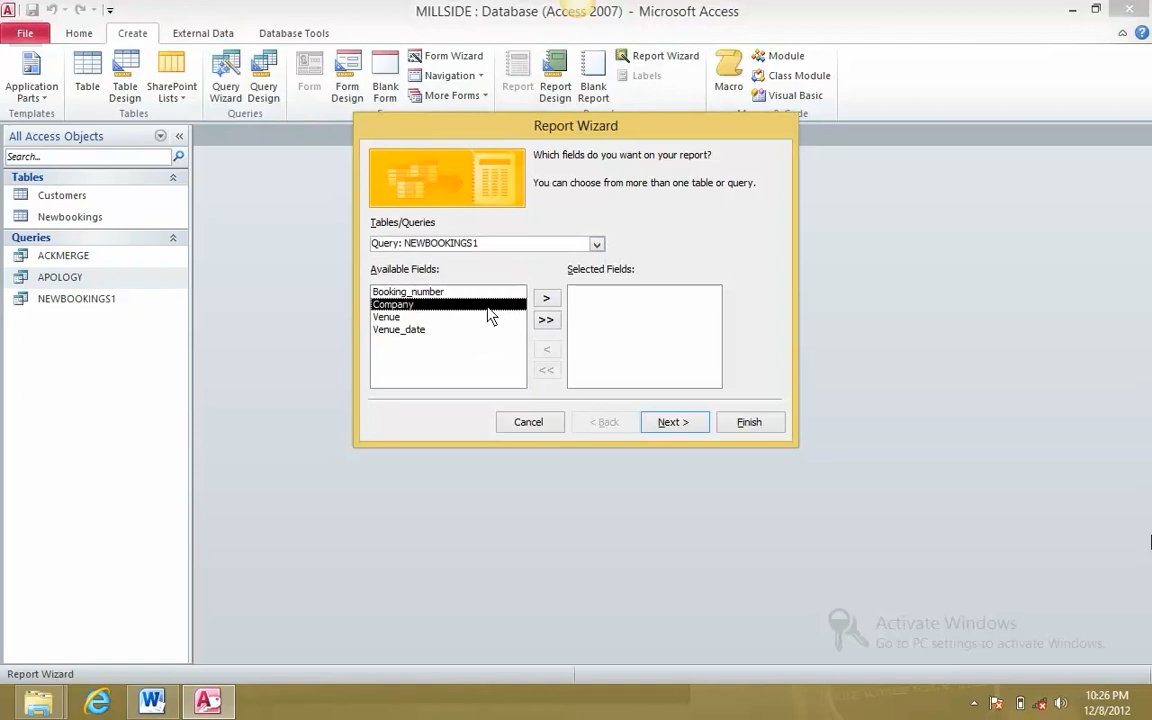 MILLSIDE : Database (Access 2007) - Microsoft Access
File Home Create External Data Database Tools
Application Parts
Table
Table Design
SharePoint Lists
Query Wizard
Query Design
Form
Form Design
Blank Form
Form Wizard
Navigation
More Forms
Report
Report Design
Blank Report
Report Wizard
Labels
Macro
Module
Class Module
Visual Basic
Templates
Tables
Queries
All Access Objects
Search...
Tables
Customers
Newbookings
Queries
ACKMERGE
APOLOGY
NEWBOOKINGS1
Report Wizard
Which fields do you want on your report?
You can choose from more than one table or query.
Tables/Queries
Query: NEWBOOKINGS1
Available Fields:
Selected Fields:
Booking_number
Company
Venue
Venue_date
>
>>
<
<<
Cancel
< Back
Next >
Finish
Activate Windows
Go to PC settings to activate Windows.
Report Wizard
10:26 PM
12/8/2012